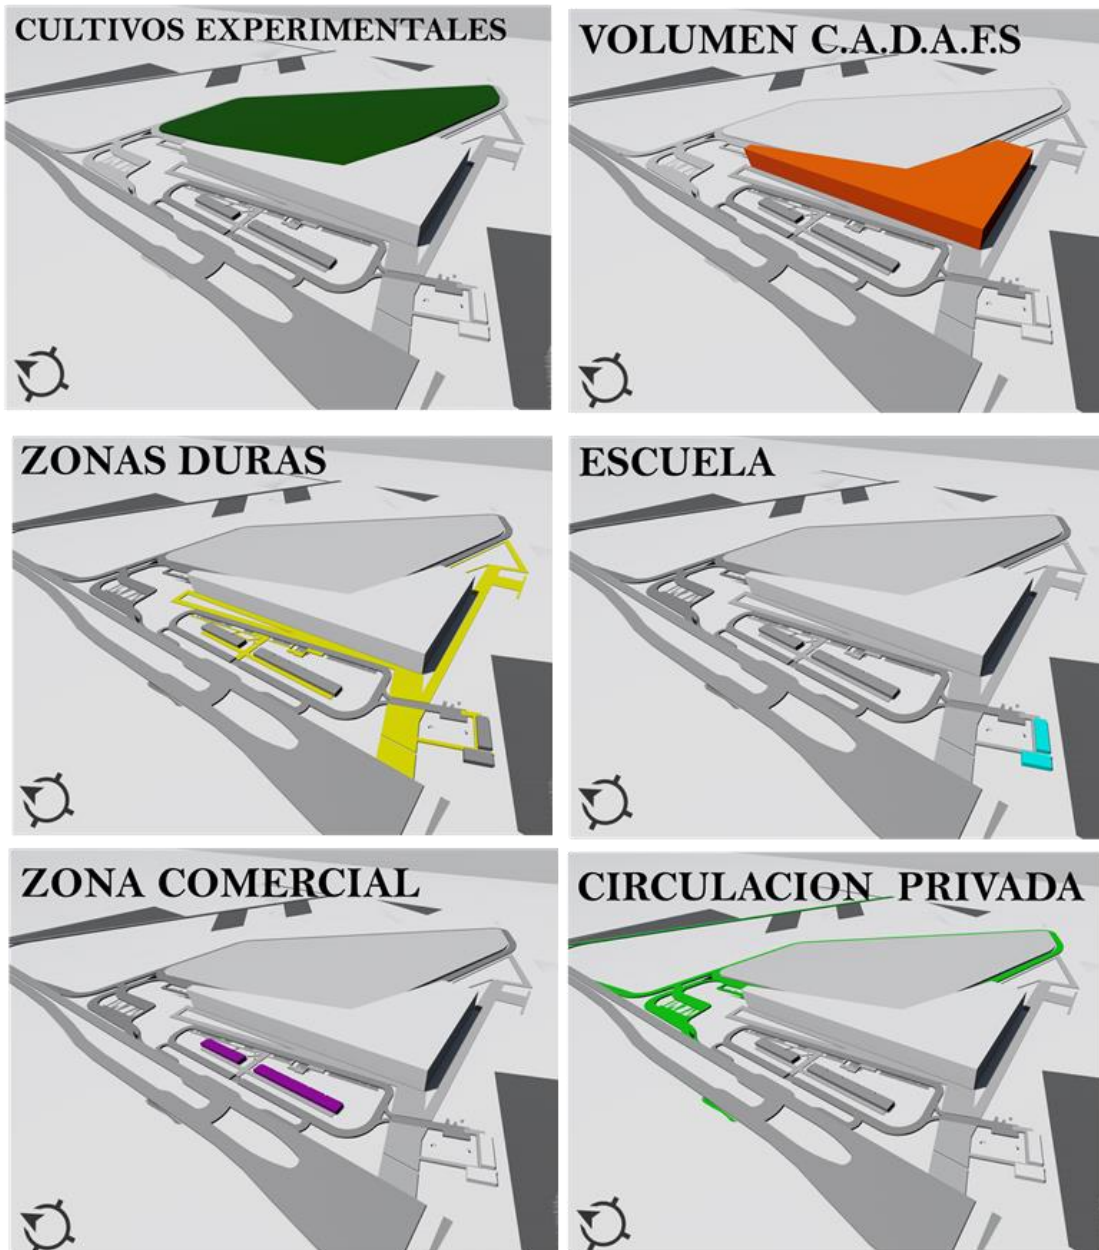 CULTIVOS EXPERIMENTALES
VOLUMEN C.A.D.A.F.S
ZONAS DURAS
ESCUELA
ZONA COMERCIAL
CIRCULACION PRIVADA